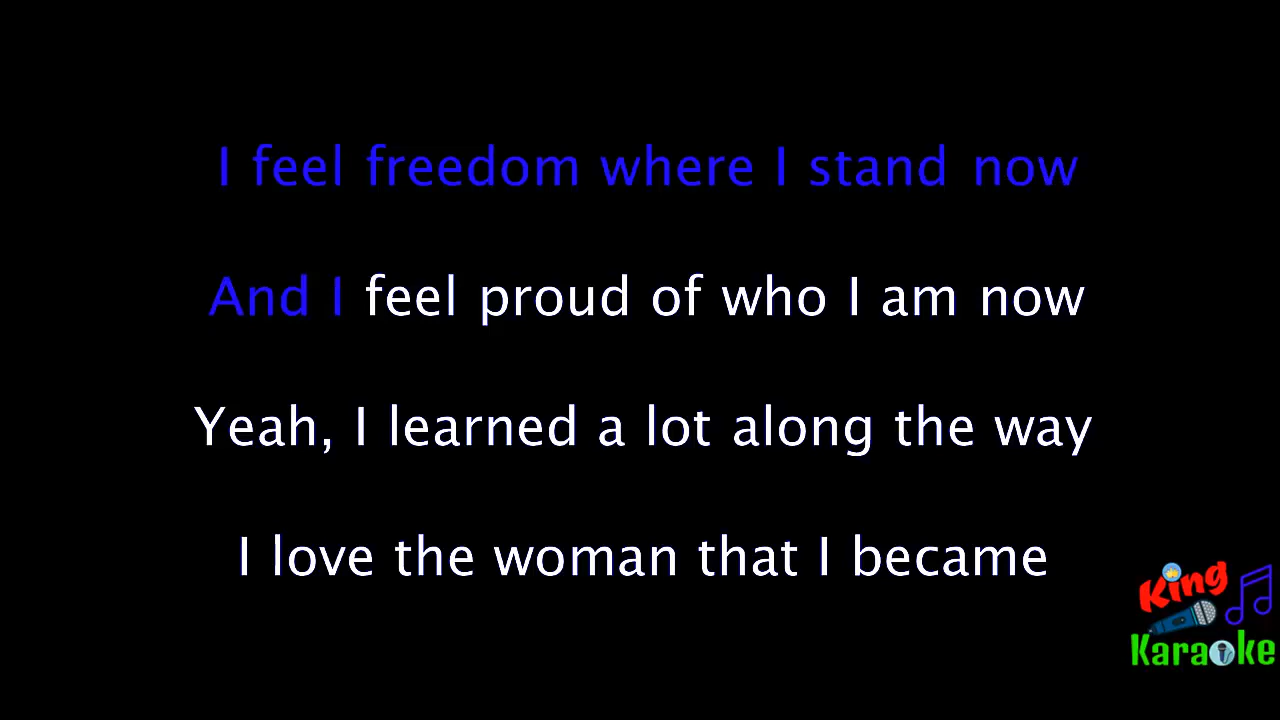 I feel freedom where I stand now
And I feel proud of who I am now
Yeah, I learned a lot along the way
I love the woman that I became
King
Karaoke